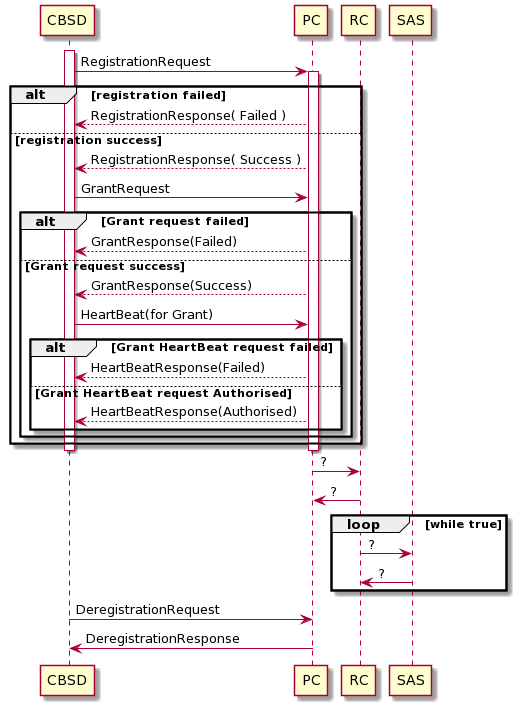 CBSD PC RC SAS
RegistrationRequest
alt [registration failed]
RegistrationResponse( Failed )
[registration success]
RegistrationResponse( Success )
GrantRequest
alt [Grant request failed]
GrantResponse(Failed)
[Grant request success]
GrantResponse(Success)
HeartBeat(for Grant)
alt [Grant HeartBeat request failed]
HeartBeatResponse(Failed)
[Grant HeartBeat request Authorised]
HeartBeatResponse(Authorised)
?
?
loop [while true]
?
?
DeregistrationRequest
DeregistrationResponse
CBSD PC RC SAS